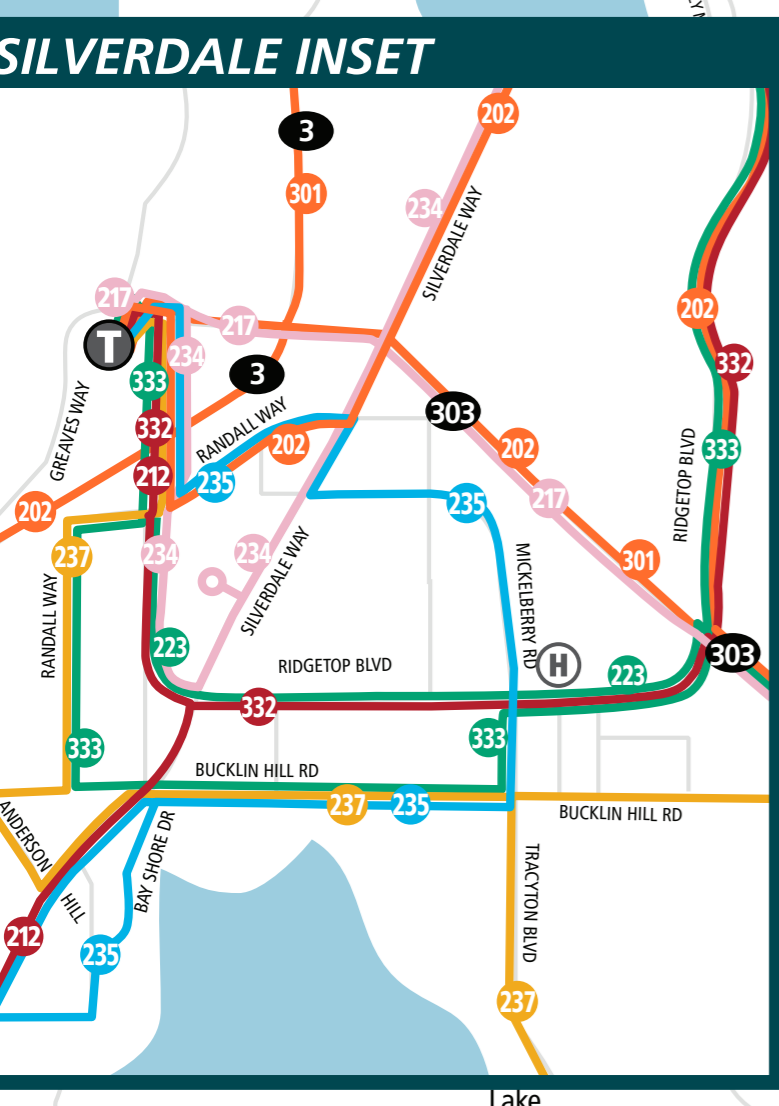 SILVERDALE INSET
3
202
301
234
SILVERDALE WAY
217
217
202
T
234
332
333
3
GREAVES WAY
303
RANDALL WAY
332
202
202
333
212
235
217
235
RIDGETOP BLVD
202
237
234
234
301
SILVERDALE WAY
MICKELBERRY RD
RANDALL WAY
223
RIDGETOP BLVD
H
303
223
332
333
333
BUCKLIN HILL RD
237
235
BUCKLIN HILL RD
ANDERSON
HILL
BAY SHORE DR
TRACYTON BLVD
212
235
237
Lake